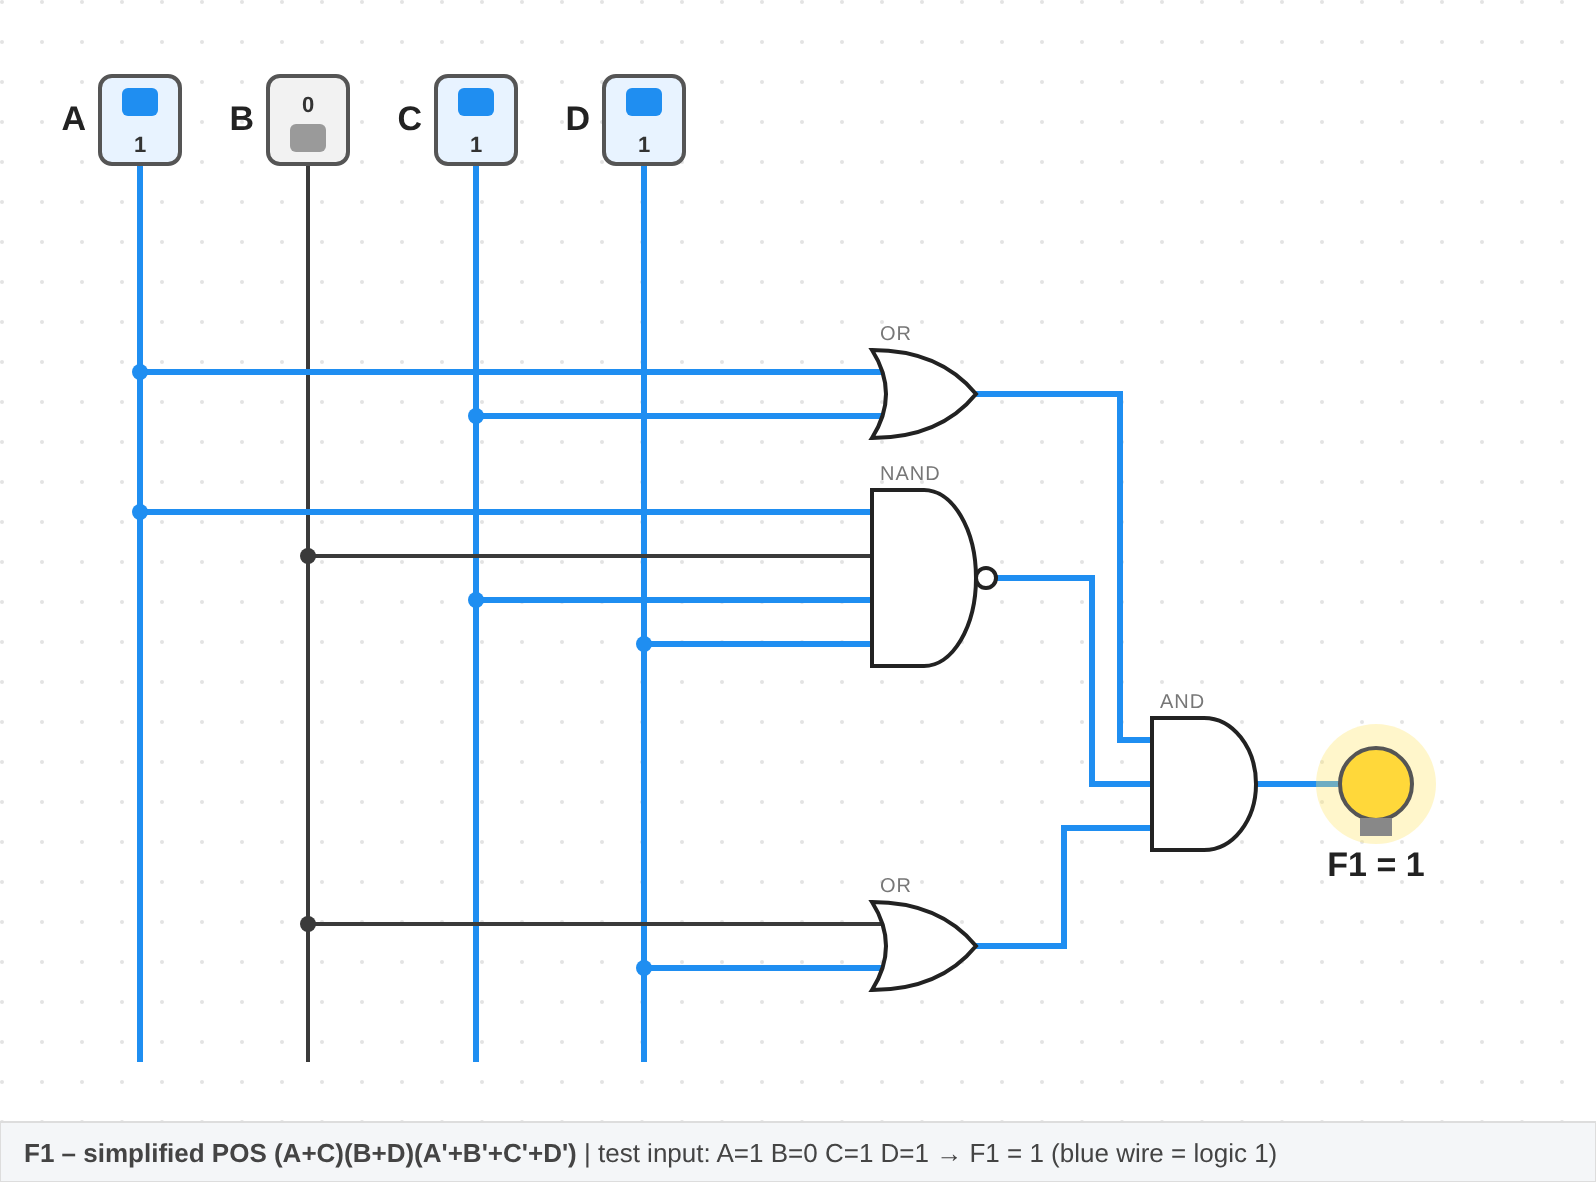 A
1
B
0
C
1
D
1
OR
NAND
AND
F1 = 1
OR
F1 – simplified POS (A+C)(B+D)(A'+B'+C'+D') | test input: A=1 B=0 C=1 D=1 → F1 = 1 (blue wire = logic 1)